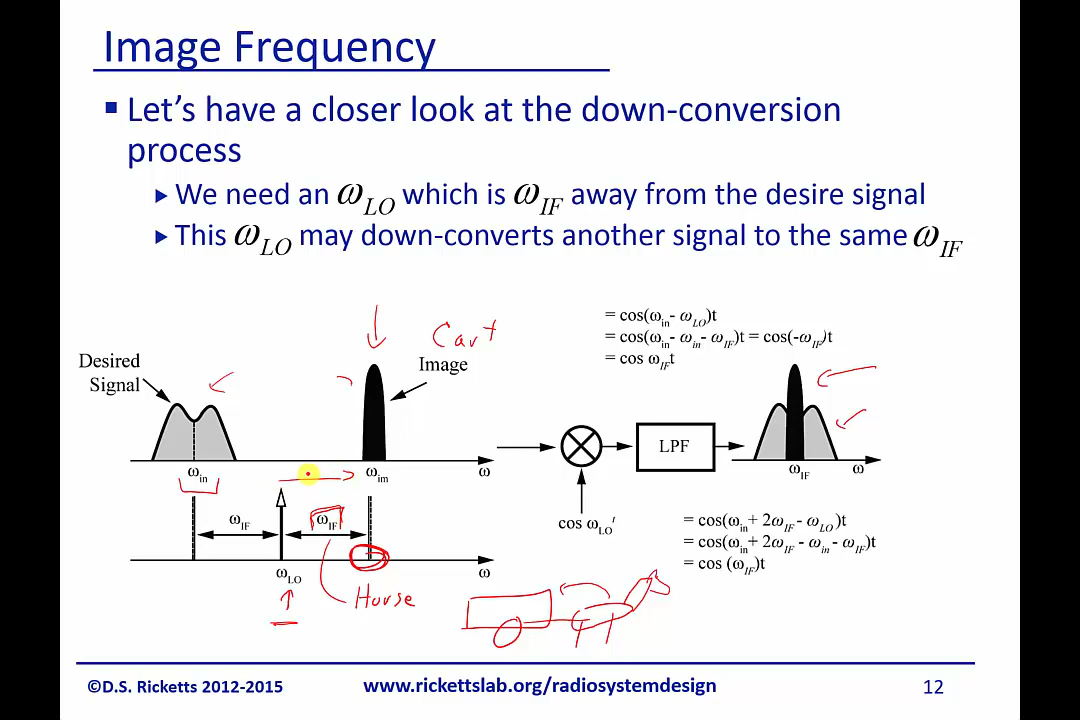 Image Frequency
▪ Let's have a closer look at the down-conversion
process
▸ We need an ω_LO which is ω_IF away from the desire signal
▸ This ω_LO may down-converts another signal to the same ω_IF
= cos(ω_in - ω_LO)t
= cos(ω_in - ω_in - ω_IF)t = cos(-ω_IF)t
= cos ω_IF t
Desired
Signal
Cart
Image
ω_in
ω_im
ω
LPF
ω_IF
ω
ω_IF
ω_IF
cos ω_LO t
= cos(ω_in + 2ω_IF - ω_LO)t
= cos(ω_in + 2ω_IF - ω_in - ω_IF)t
= cos (ω_IF)t
ω_LO
ω
Horse
©D.S. Ricketts 2012-2015
www.rickettslab.org/radiosystemdesign
12